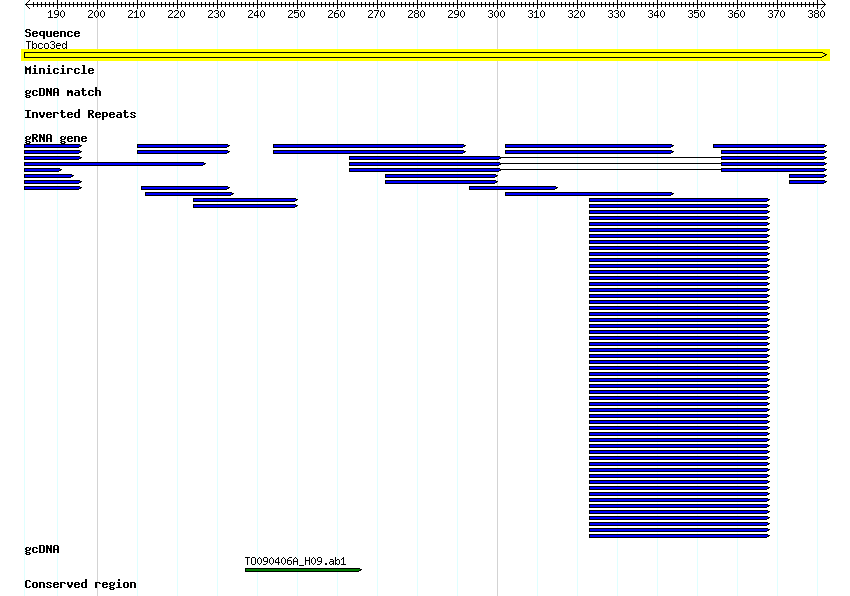 190 200 210 220 230 240 250 260 270 280 290 300 310 320 330 340 350 360 370 380
Sequence
Tbco3ed
Minicircle
gcDNA match
Inverted Repeats
gRNA gene
gcDNA
TO090406A_H09.ab1
Conserved region